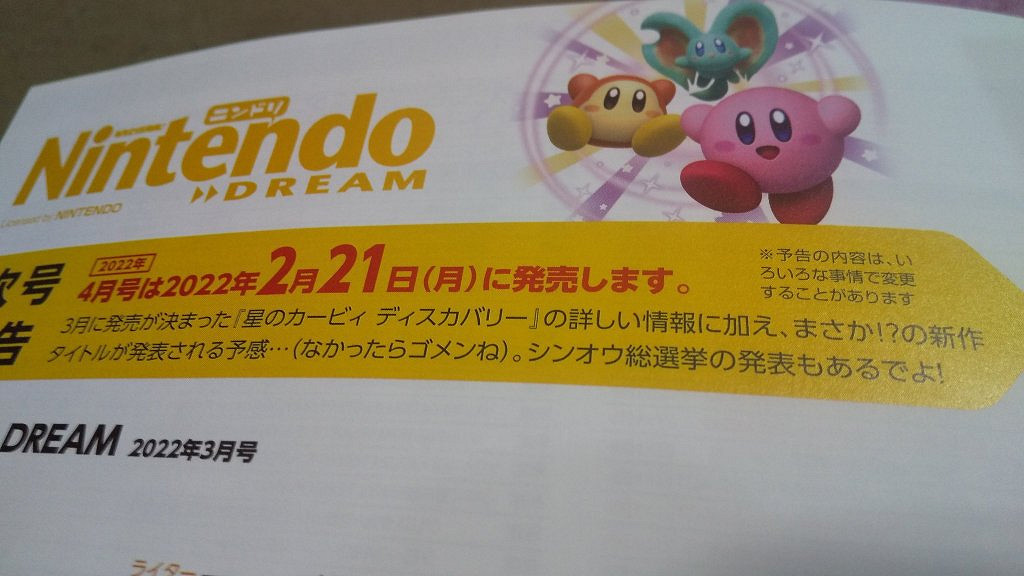 ニンドリ
Nintendo
DREAM
Licensed by NINTENDO
次号
告
2022年
4月号は2022年2月21日(月)に発売します。
※予告の内容は、い
ろいろな事情で変更
することがあります
3月に発売が決まった『星のカービィ ディスカバリー』の詳しい情報に加え、まさか!?の新作
タイトルが発表される予感…(なかったらゴメンね)。シンオウ総選挙の発表もあるでよ!
DREAM 2022年3月号
ライター